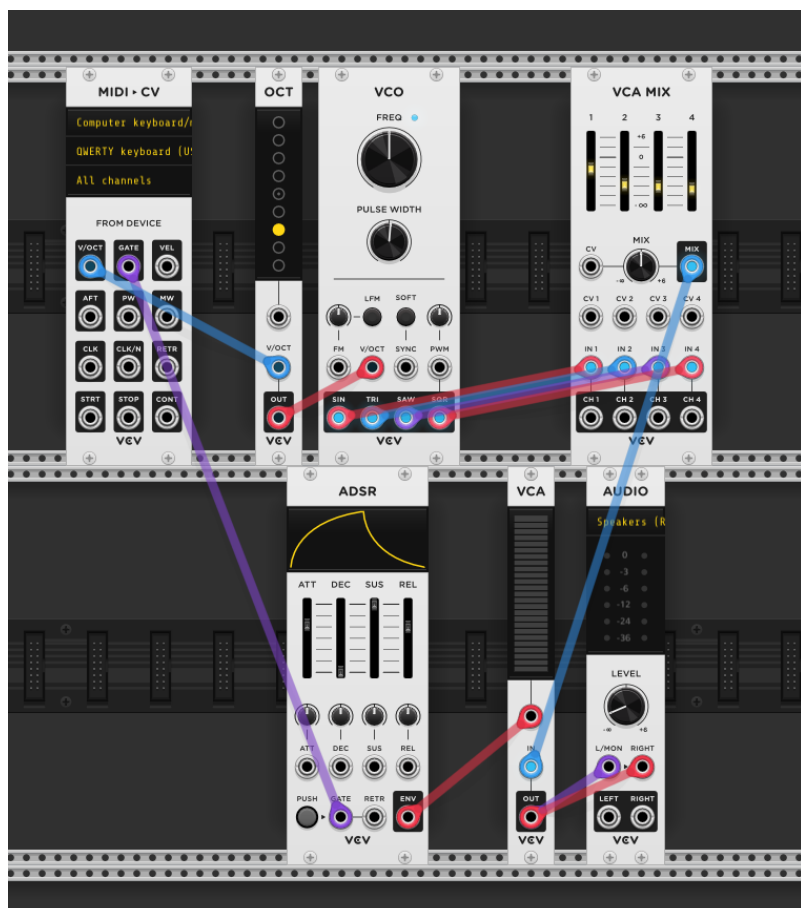 MIDI ▸ CV
Computer keyboard/
QWERTY keyboard (U
All channels
FROM DEVICE
V/OCT GATE VEL
AFT PW MW
CLK CLK/N RETR
STRT STOP CONT
VCV
OCT
V/OCT
OUT
VCV
VCO
FREQ
PULSE WIDTH
LFM SOFT
FM V/OCT SYNC PWM
SIN TRI SAW SQR
VCV
VCA MIX
1 2 3 4
+6
0
-∞
MIX
CV MIX
-∞ +6
CV 1 CV 2 CV 3 CV 4
IN 1 IN 2 IN 3 IN 4
CH 1 CH 2 CH 3 CH 4
VCV
ADSR
ATT DEC SUS REL
ATT DEC SUS REL
PUSH GATE RETR ENV
VCV
VCA
IN
OUT
VCV
AUDIO
Speakers (R
0
-3
-6
-12
-24
-36
LEVEL
-∞ +6
L/MON RIGHT
LEFT RIGHT
VCV